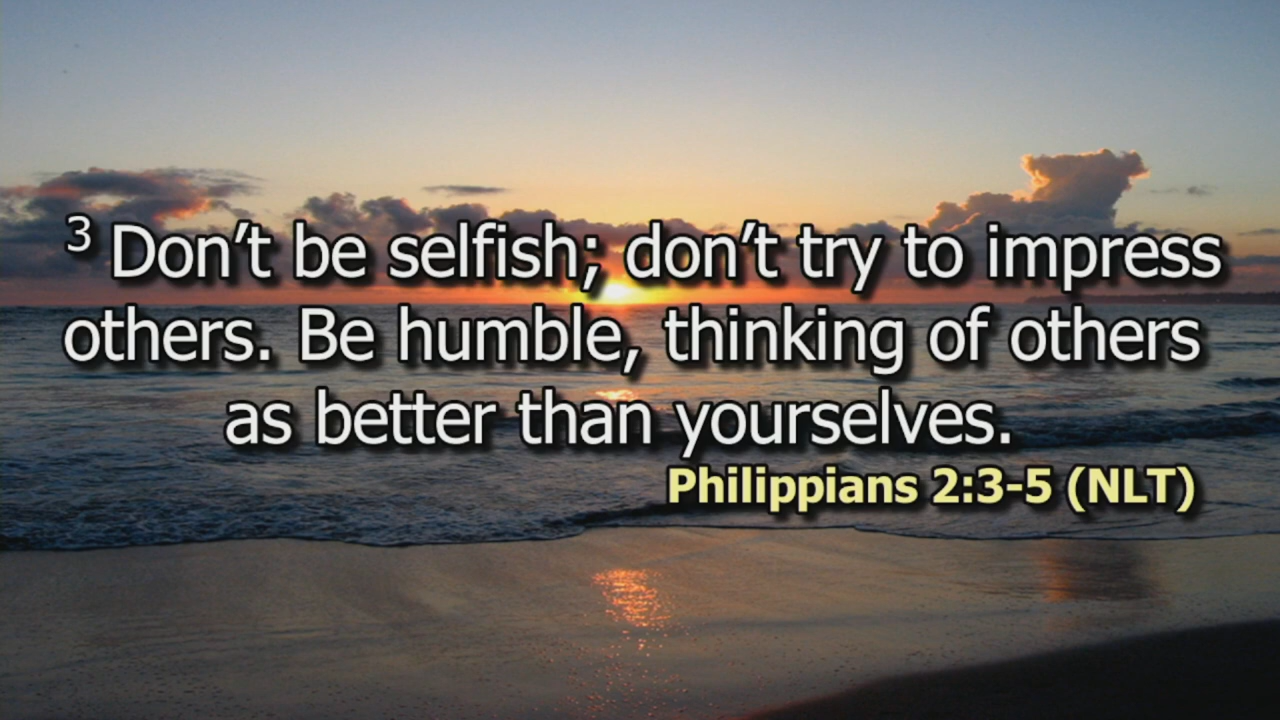 ³ Don’t be selfish; don’t try to impress
others. Be humble, thinking of others
as better than yourselves.
Philippians 2:3-5 (NLT)